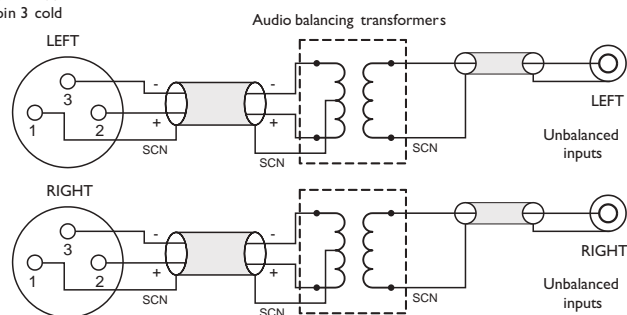 pin 3 cold
Audio balancing transformers
LEFT
3
1
2
-
+
SCN
-
+
SCN
SCN
LEFT
Unbalanced
inputs
RIGHT
3
1
2
-
+
SCN
-
+
SCN
SCN
RIGHT
Unbalanced
inputs